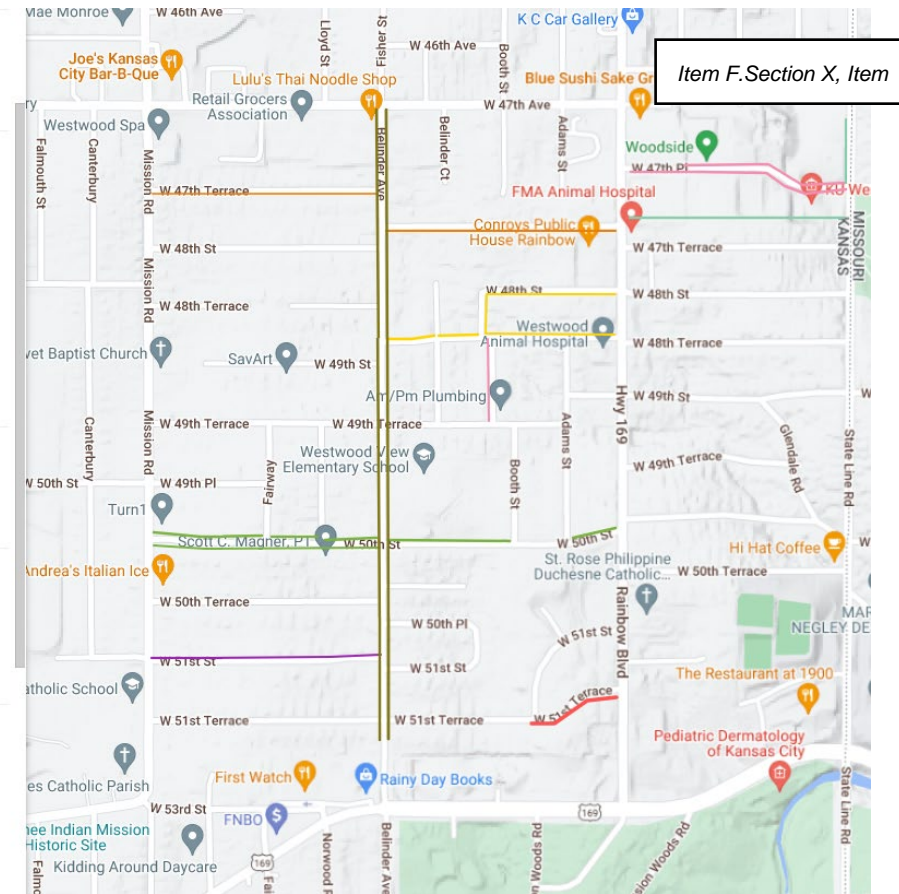 Mae Monroe
W 46th Ave
Lloyd St
Fisher St
K C Car Gallery
W 46th Ave
Booth St
Item F.Section X, Item
Joe's Kansas
City Bar-B-Que
Lulu's Thai Noodle Shop
Blue Sushi Sake Gr
Retail Grocers
Association
W 47th Ave
ry
Westwood Spa
Belinder Ct
Adams St
Woodside
Falmouth St
Canterbury
Mission Rd
Belinder Ave
W 47th Pl
KU We
W 47th Terrace
FMA Animal Hospital
Conroys Public
House Rainbow
MISSOURI
KANSAS
W 48th St
W 47th Terrace
Mission Rd
W 48th St
W 48th St
W 48th Terrace
Westwood
Animal Hospital
W 48th Terrace
vet Baptist Church
SavArt
W 49th St
Am/Pm Plumbing
Hwy 169
W 49th St
W
Canterbury
Mission Rd
W 49th Terrace
W 49th Terrace
Adams St
Glendale Rd
State Line Rd
Westwood View
Elementary School
W 49th Terrace
Fairway
Booth St
W 50th St
W 49th Pl
Turn1
Scott C. Magner, PT
W 50th St
W 50th St
Hi Hat Coffee
W
Andrea's Italian Ice
St. Rose Philippine
Duchesne Catholic...
W 50th Terrace
W 50th Terrace
Rainbow Blvd
MAR
NEGLEY DE
W 50th Pl
W 51st St
W 51st St
W 51st St
The Restaurant at 1900
atholic School
W 51st Terrace
W 51st Terrace
W 51st Terrace
Pediatric Dermatology
of Kansas City
es Catholic Parish
First Watch
Rainy Day Books
State Line Rd
W 53rd St
FNBO
169
nee Indian Mission
Historic Site
Kidding Around Daycare
169
Belinder Ave